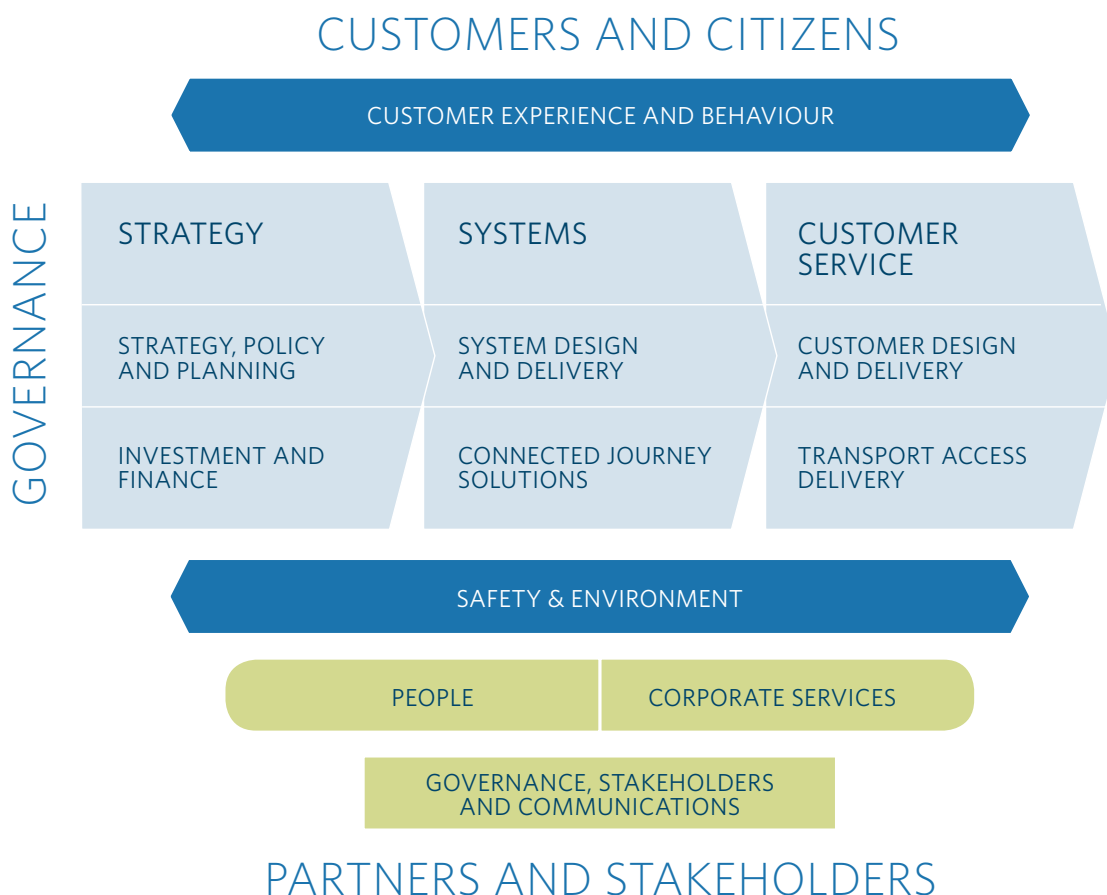 CUSTOMERS AND CITIZENS
CUSTOMER EXPERIENCE AND BEHAVIOUR
GOVERNANCE
STRATEGY
SYSTEMS
CUSTOMER
SERVICE
STRATEGY, POLICY
AND PLANNING
SYSTEM DESIGN
AND DELIVERY
CUSTOMER DESIGN
AND DELIVERY
INVESTMENT AND
FINANCE
CONNECTED JOURNEY
SOLUTIONS
TRANSPORT ACCESS
DELIVERY
SAFETY & ENVIRONMENT
PEOPLE
CORPORATE SERVICES
GOVERNANCE, STAKEHOLDERS
AND COMMUNICATIONS
PARTNERS AND STAKEHOLDERS